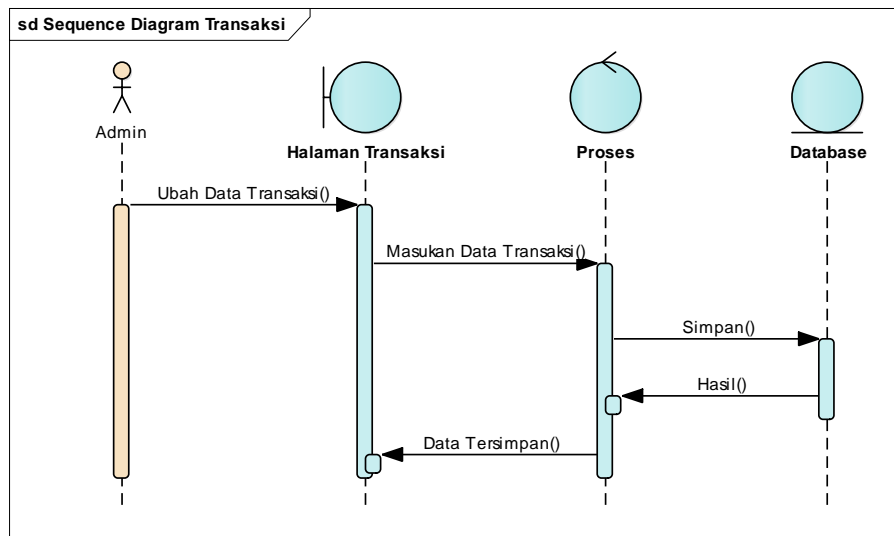 sd Sequence Diagram Transaksi
Admin
Halaman Transaksi
Proses
Database
Ubah Data Transaksi()
Masukan Data Transaksi()
Simpan()
Hasil()
Data Tersimpan()